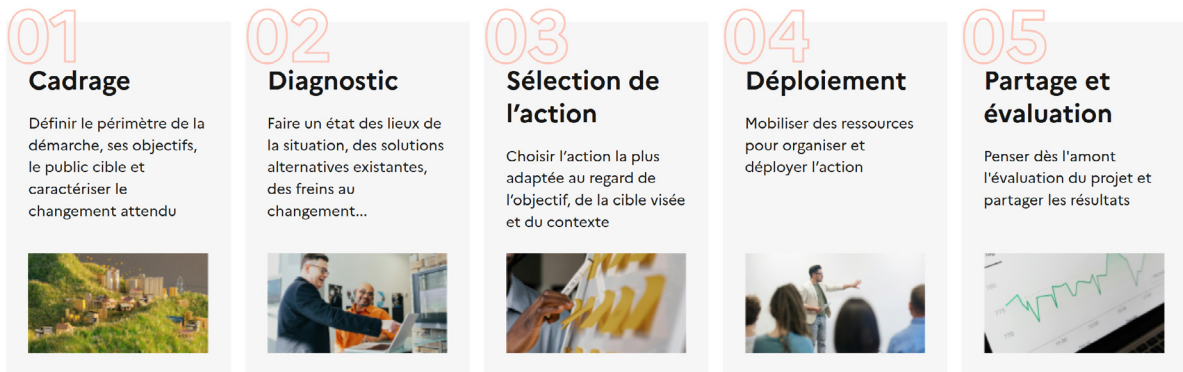 01
Cadrage
Définir le périmètre de la
démarche, ses objectifs,
le public cible et
caractériser le
changement attendu
02
Diagnostic
Faire un état des lieux de
la situation, des solutions
alternatives existantes,
des freins au
changement...
03
Sélection de
l’action
Choisir l’action la plus
adaptée au regard de
l’objectif, de la cible visée
et du contexte
04
Déploiement
Mobiliser des ressources
pour organiser et
déployer l’action
05
Partage et
évaluation
Penser dès l'amont
l'évaluation du projet et
partager les résultats